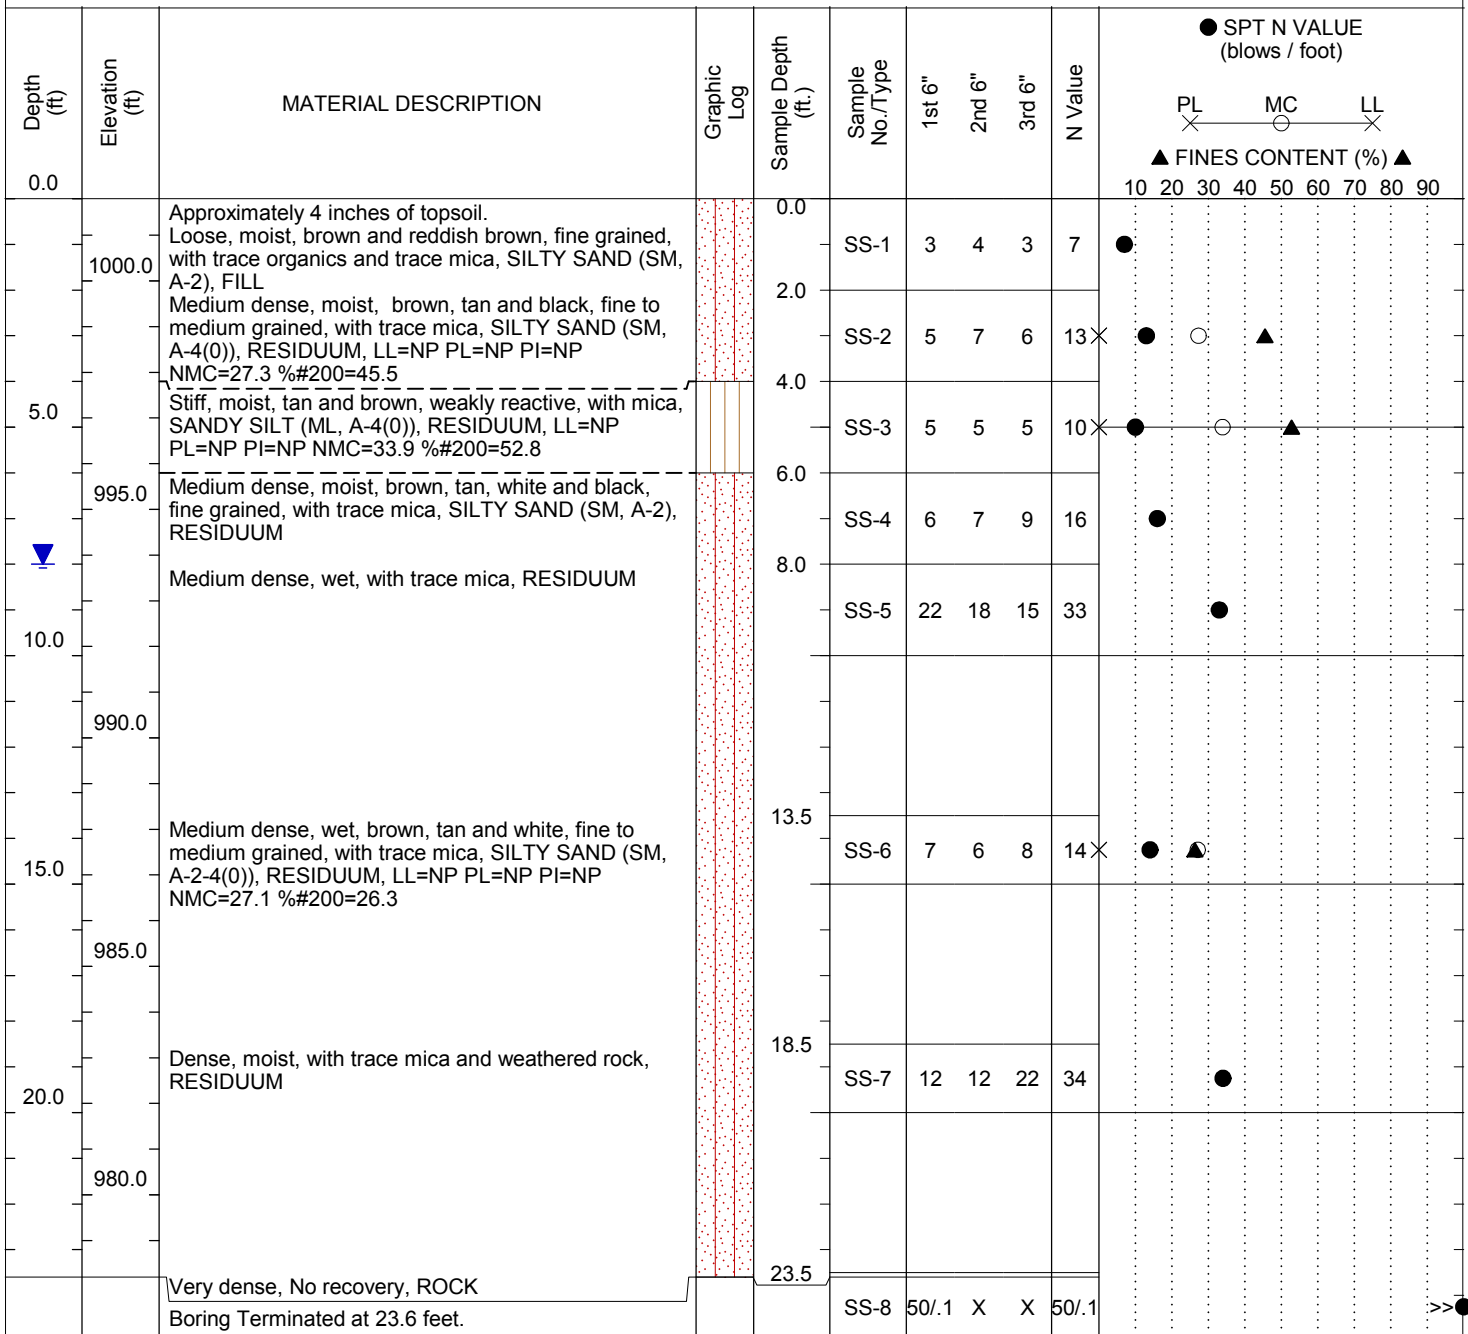 Depth (ft)
Elevation (ft)
MATERIAL DESCRIPTION
Graphic Log
Sample Depth (ft.)
Sample No./Type
1st 6"
2nd 6"
3rd 6"
N Value
● SPT N VALUE
(blows / foot)
PL MC LL
▲ FINES CONTENT (%) ▲
0.0
10 20 30 40 50 60 70 80 90
Approximately 4 inches of topsoil.
0.0
Loose, moist, brown and reddish brown, fine grained,
SS-1 3 4 3 7
with trace organics and trace mica, SILTY SAND (SM,
1000.0
A-2), FILL
2.0
Medium dense, moist, brown, tan and black, fine to
medium grained, with trace mica, SILTY SAND (SM,
SS-2 5 7 6 13
A-4(0)), RESIDUUM, LL=NP PL=NP PI=NP
NMC=27.3 %#200=45.5
4.0
Stiff, moist, tan and brown, weakly reactive, with mica,
5.0
SANDY SILT (ML, A-4(0)), RESIDUUM, LL=NP
SS-3 5 5 5 10
PL=NP PI=NP NMC=33.9 %#200=52.8
6.0
Medium dense, moist, brown, tan, white and black,
995.0
fine grained, with trace mica, SILTY SAND (SM, A-2),
SS-4 6 7 9 16
RESIDUUM
8.0
Medium dense, wet, with trace mica, RESIDUUM
SS-5 22 18 15 33
10.0
990.0
13.5
Medium dense, wet, brown, tan and white, fine to
medium grained, with trace mica, SILTY SAND (SM,
SS-6 7 6 8 14
15.0
A-2-4(0)), RESIDUUM, LL=NP PL=NP PI=NP
NMC=27.1 %#200=26.3
985.0
18.5
Dense, moist, with trace mica and weathered rock,
RESIDUUM
SS-7 12 12 22 34
20.0
980.0
23.5
Very dense, No recovery, ROCK
SS-8 50/.1 X X 50/.1 >>
Boring Terminated at 23.6 feet.